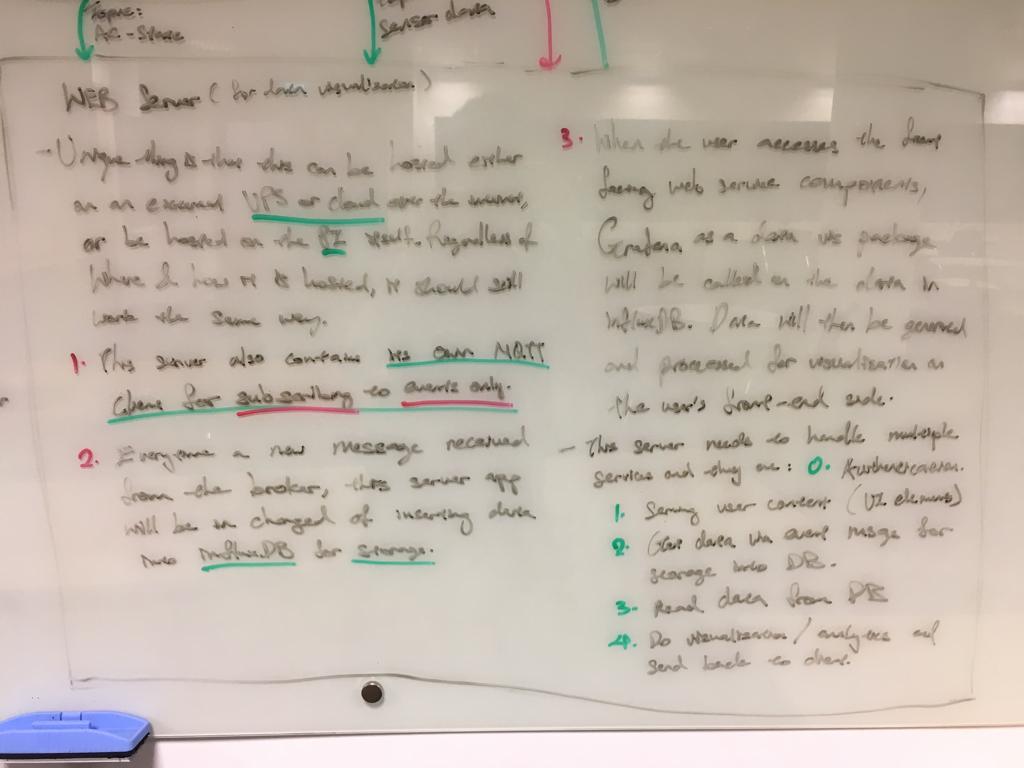 Topic:
AC-State
Sensor data
WEB Server (for data visualization)
- Unique thing is that this can be hosted either
on an external VPS or cloud over the internet,
or be hosted on the PI itself. Regardless of
where & how it is hosted, it should still
work the same way.
1. This server also contains its own MQTT
Client for subscribing to events only.
2. Everytime a new message received
from the broker, this server app
will be in charged of inserting data
into InfluxDB for storage.
3. When the user accesses the front
facing web service components,
Grafana as a data vis package
will be called on the data in
InfluxDB. Data will then be
and processed for visualization on
the user's front-end side.
- This server needs to handle multiple
services and they are: 0. Authentication.
1. Serving user content (UI elements)
2. Get data via event msgs for
storage into DB.
3. Read data from DB
4. Do visualization / analytics and
send back to client.